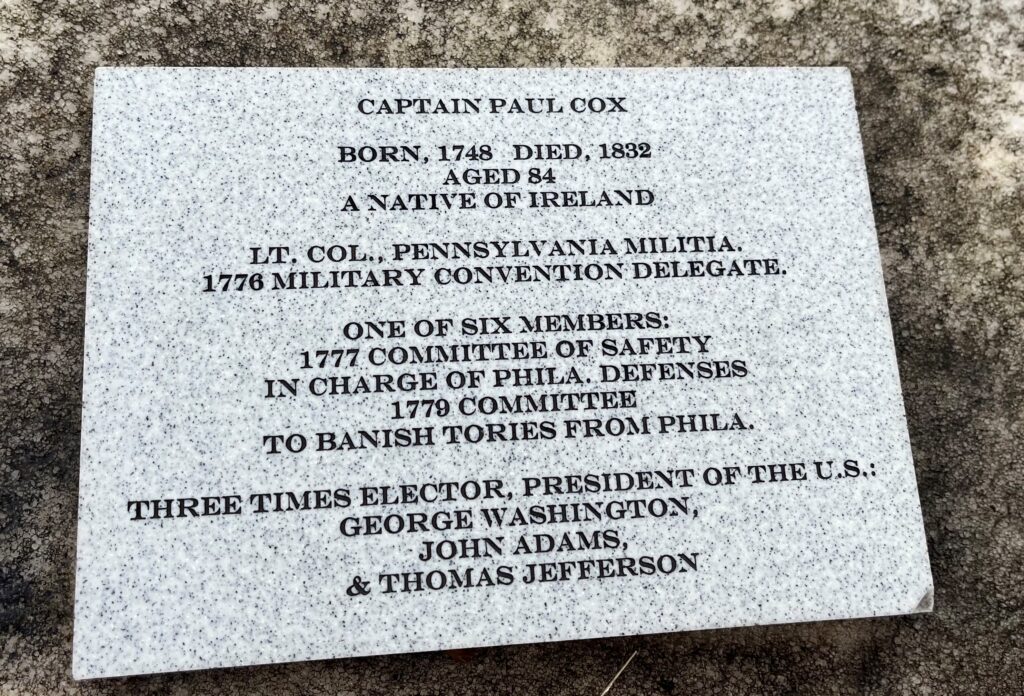 CAPTAIN PAUL COX
BORN, 1748 DIED, 1832
AGED 84
A NATIVE OF IRELAND
LT. COL., PENNSYLVANIA MILITIA.
1776 MILITARY CONVENTION DELEGATE.
ONE OF SIX MEMBERS:
1777 COMMITTEE OF SAFETY
IN CHARGE OF PHILA. DEFENSES
1779 COMMITTEE
TO BANISH TORIES FROM PHILA.
THREE TIMES ELECTOR, PRESIDENT OF THE U.S.:
GEORGE WASHINGTON,
JOHN ADAMS,
& THOMAS JEFFERSON